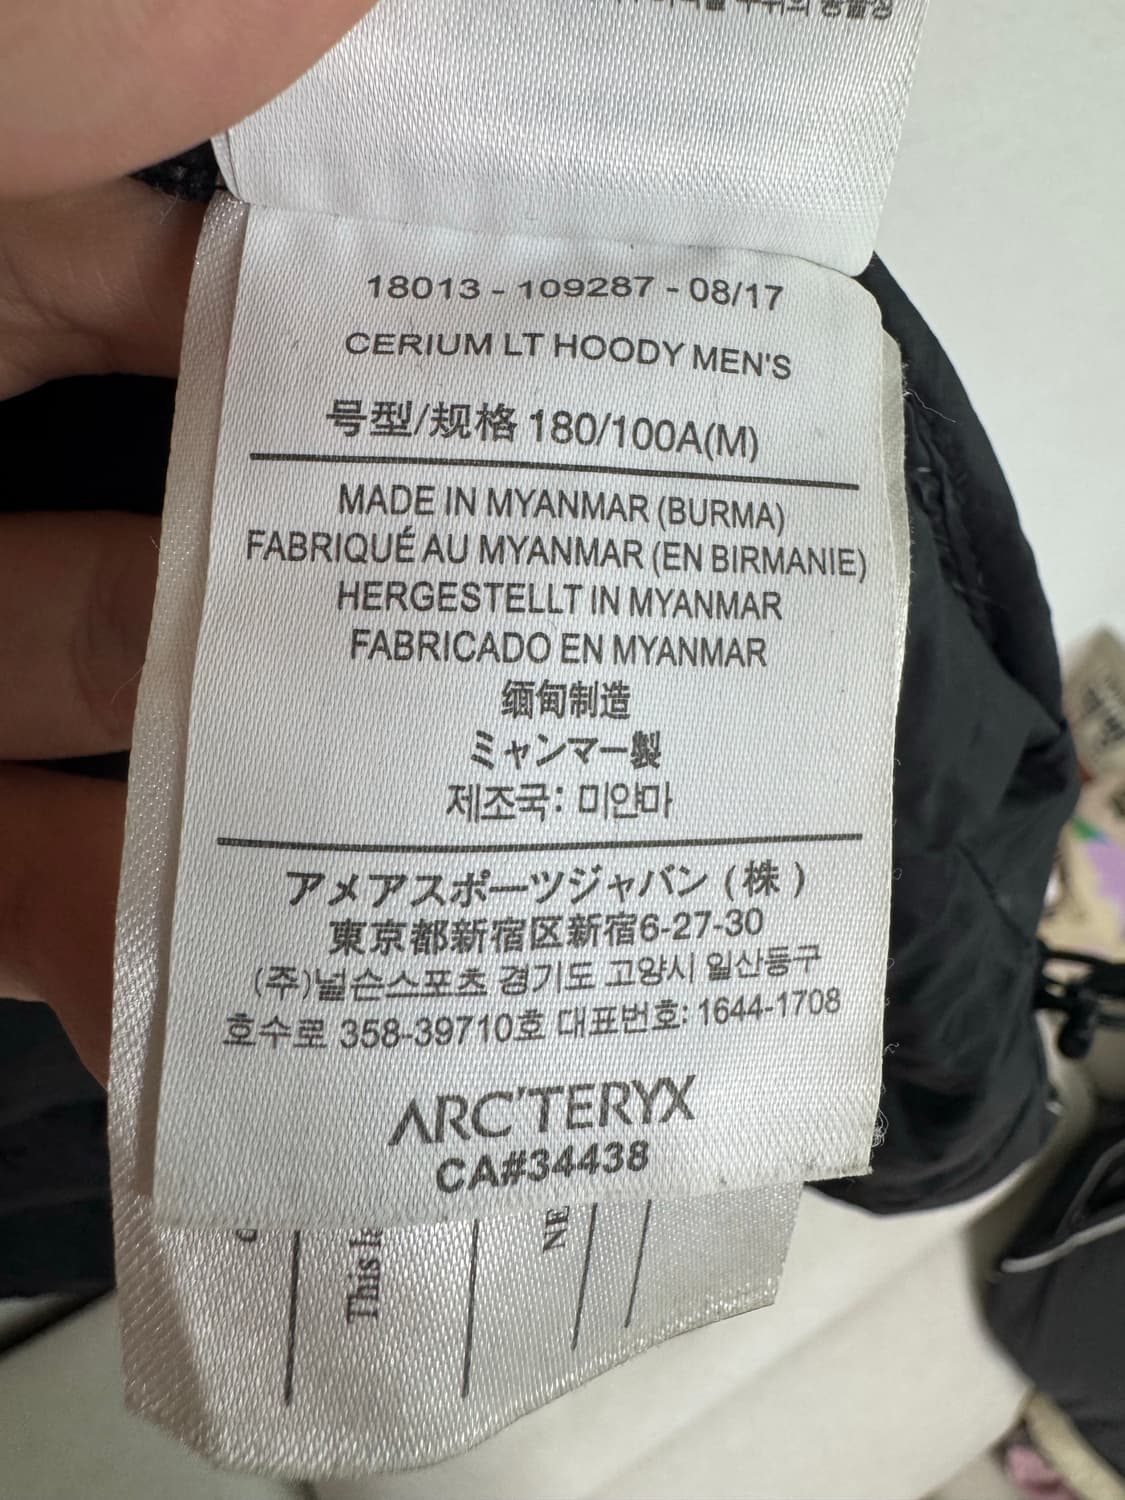 18013 - 109287 - 08/17
CERIUM LT HOODY MEN'S
号型/规格 180/100A(M)
MADE IN MYANMAR (BURMA)
FABRIQUÉ AU MYANMAR (EN BIRMANIE)
HERGESTELLT IN MYANMAR
FABRICADO EN MYANMAR
缅甸制造
ミャンマー製
제조국: 미얀마
アメアスポーツジャパン (株)
東京都新宿区新宿6-27-30
(주)넬슨스포츠 경기도 고양시 일산동구
호수로 358-39710호 대표번호: 1644-1708
ARC'TERYX
CA#34438
This
NE